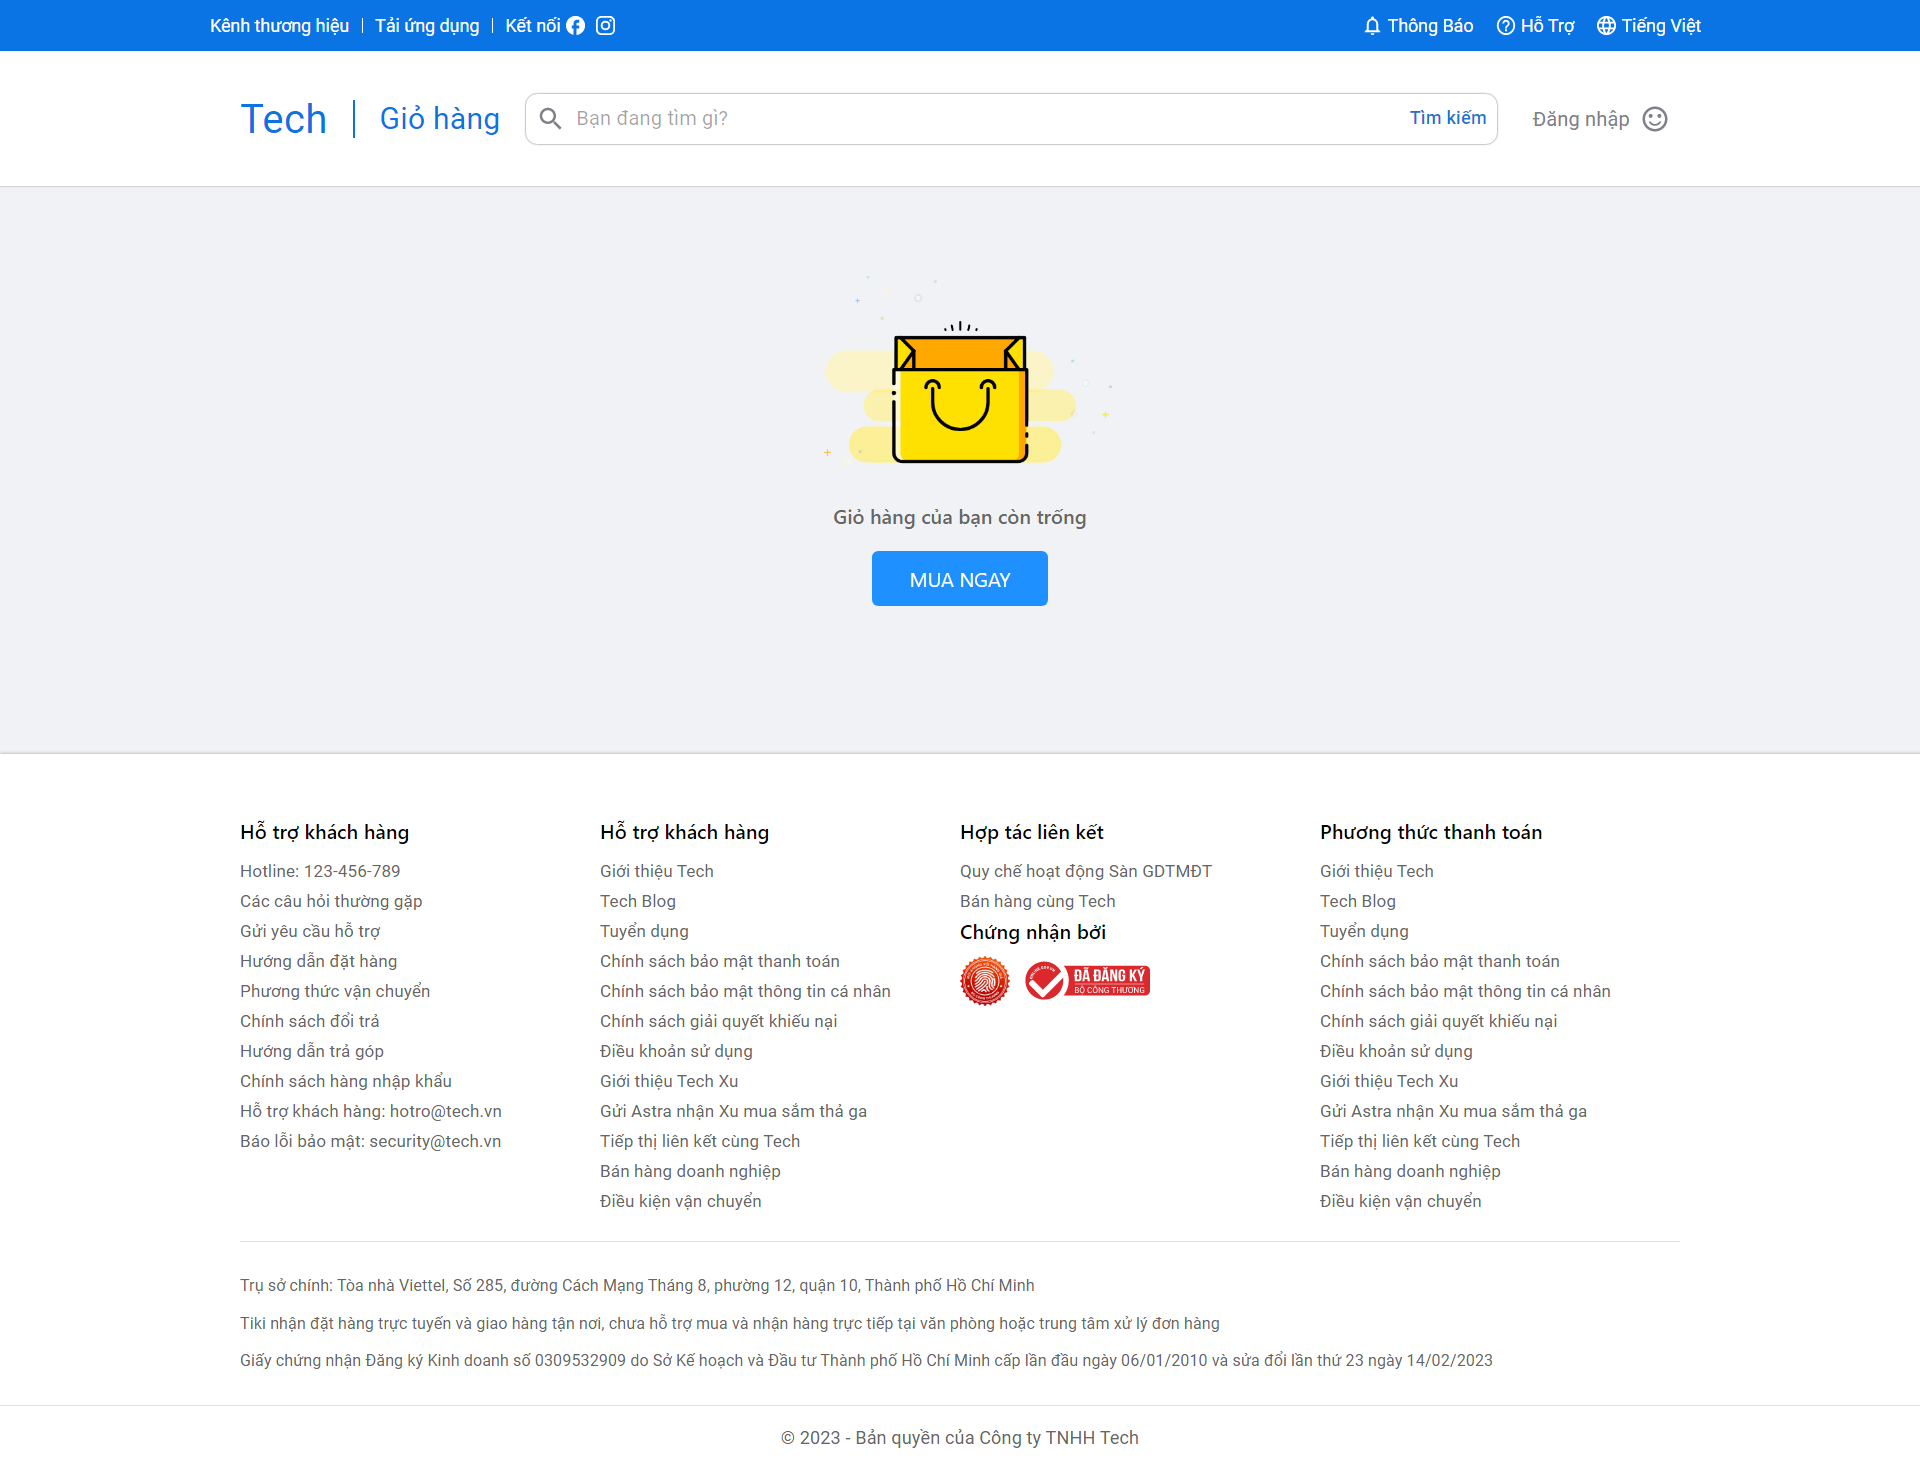 Kênh thương hiệu
Tải ứng dụng
Kết nối
Thông Báo
Hỗ Trợ
Tiếng Việt
Tech
Giỏ hàng
Bạn đang tìm gì?
Tìm kiếm
Đăng nhập
Giỏ hàng của bạn còn trống
MUA NGAY
Hỗ trợ khách hàng
Hotline: 123-456-789
Các câu hỏi thường gặp
Gửi yêu cầu hỗ trợ
Hướng dẫn đặt hàng
Phương thức vận chuyển
Chính sách đổi trả
Hướng dẫn trả góp
Chính sách hàng nhập khẩu
Hỗ trợ khách hàng: hotro@tech.vn
Báo lỗi bảo mật: security@tech.vn
Hỗ trợ khách hàng
Giới thiệu Tech
Tech Blog
Tuyển dụng
Chính sách bảo mật thanh toán
Chính sách bảo mật thông tin cá nhân
Chính sách giải quyết khiếu nại
Điều khoản sử dụng
Giới thiệu Tech Xu
Gửi Astra nhận Xu mua sắm thả ga
Tiếp thị liên kết cùng Tech
Bán hàng doanh nghiệp
Điều kiện vận chuyển
Hợp tác liên kết
Quy chế hoạt động Sàn GDTMĐT
Bán hàng cùng Tech
Chứng nhận bởi
ĐÃ ĐĂNG KÝ
BỘ CÔNG THƯƠNG
Phương thức thanh toán
Giới thiệu Tech
Tech Blog
Tuyển dụng
Chính sách bảo mật thanh toán
Chính sách bảo mật thông tin cá nhân
Chính sách giải quyết khiếu nại
Điều khoản sử dụng
Giới thiệu Tech Xu
Gửi Astra nhận Xu mua sắm thả ga
Tiếp thị liên kết cùng Tech
Bán hàng doanh nghiệp
Điều kiện vận chuyển
Trụ sở chính: Tòa nhà Viettel, Số 285, đường Cách Mạng Tháng 8, phường 12, quận 10, Thành phố Hồ Chí Minh
Tiki nhận đặt hàng trực tuyến và giao hàng tận nơi, chưa hỗ trợ mua và nhận hàng trực tiếp tại văn phòng hoặc trung tâm xử lý đơn hàng
Giấy chứng nhận Đăng ký Kinh doanh số 0309532909 do Sở Kế hoạch và Đầu tư Thành phố Hồ Chí Minh cấp lần đầu ngày 06/01/2010 và sửa đổi lần thứ 23 ngày 14/02/2023
© 2023 - Bản quyền của Công ty TNHH Tech